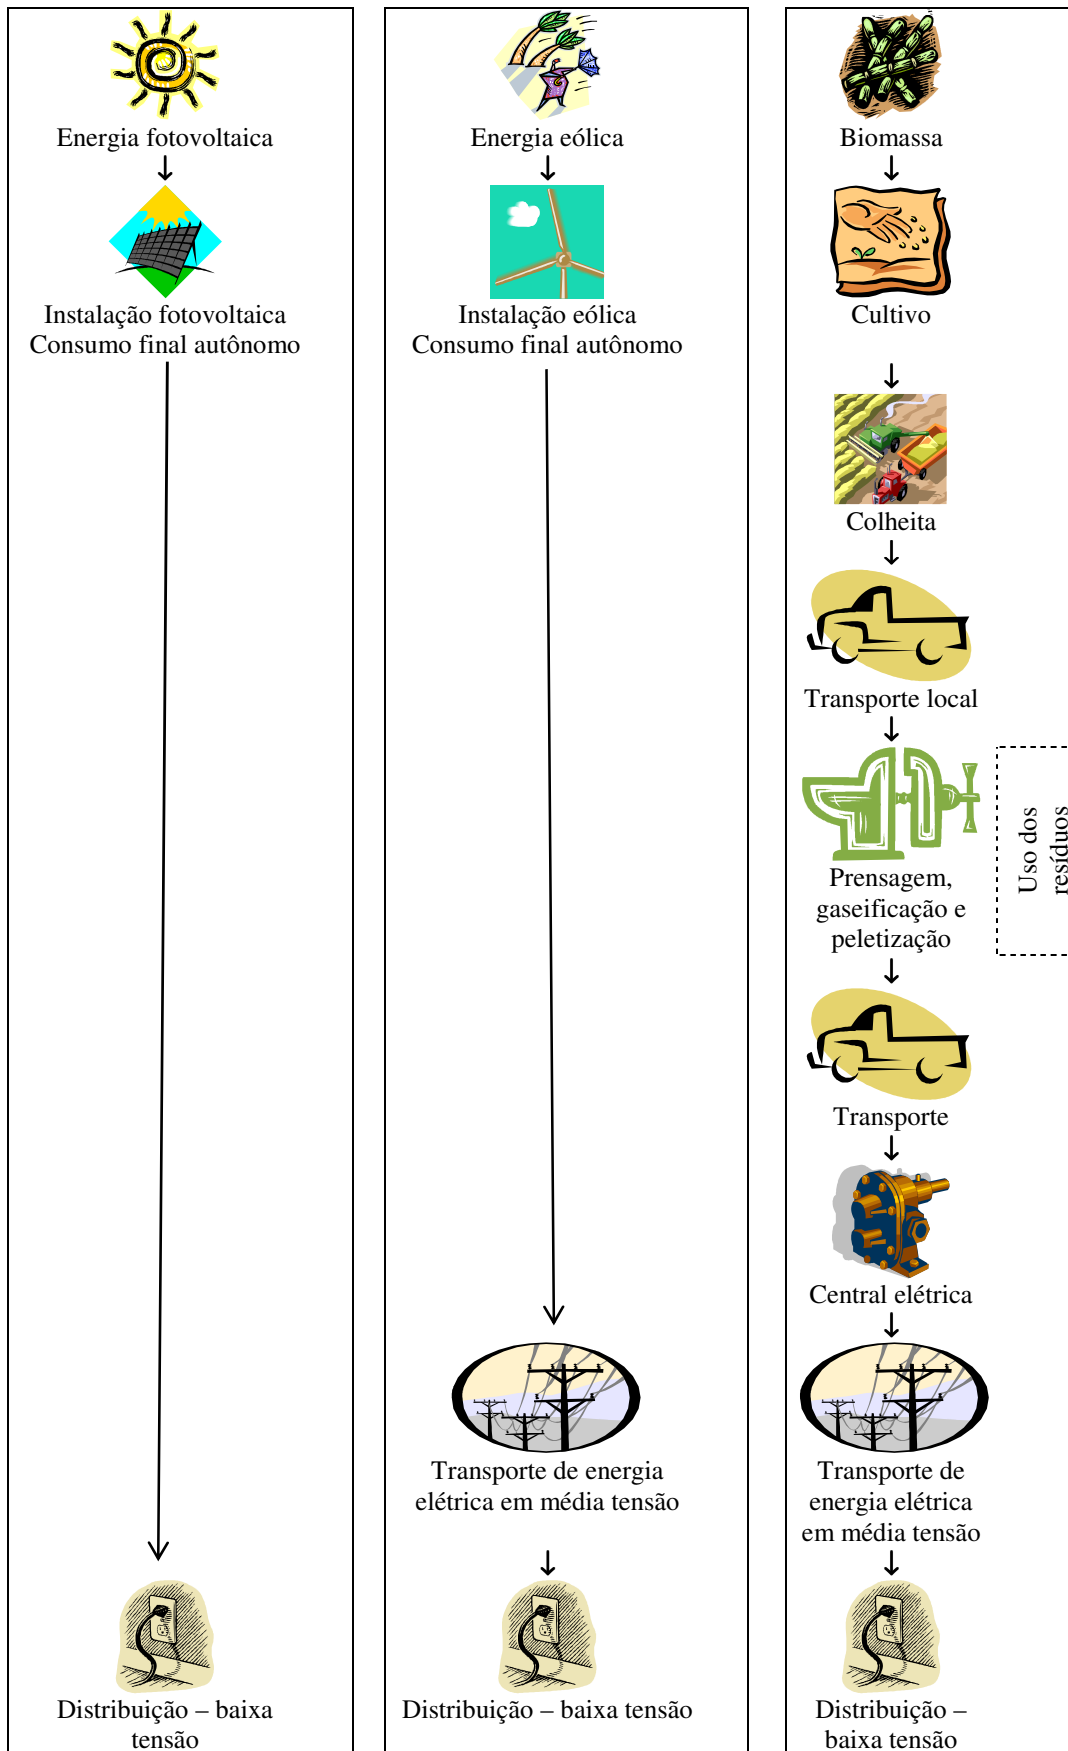 Energia fotovoltaica
Instalação fotovoltaica
Consumo final autônomo
Distribuição – baixa
tensão
Energia eólica
Instalação eólica
Consumo final autônomo
Transporte de energia
elétrica em média tensão
Distribuição – baixa tensão
Biomassa
Cultivo
Colheita
Transporte local
Prensagem,
gaseificação e
peletização
Uso dos
resíduos
Transporte
Central elétrica
Transporte de
energia elétrica
em média tensão
Distribuição –
baixa tensão